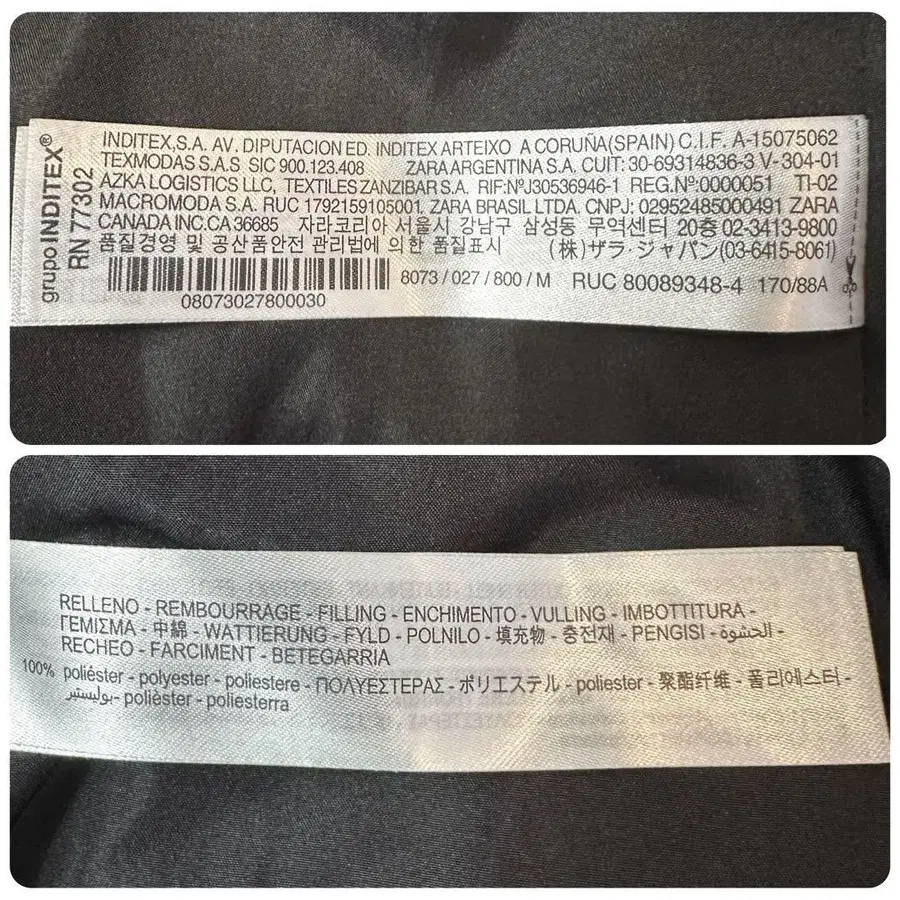 grupo INDITEX®
RN 77302
INDITEX,S.A. AV. DIPUTACION ED. INDITEX ARTEIXO A CORUÑA(SPAIN) C.I.F. A-15075062
TEXMODAS S.A.S SIC 900.123.408 ZARA ARGENTINA S.A. CUIT: 30-69314836-3 V-304-01
AZKA LOGISTICS LLC, TEXTILES ZANZIBAR S.A. RIF:NºJ30536946-1 REG.Nº:0000051 TI-02
MACROMODA S.A. RUC 1792159105001, ZARA BRASIL LTDA. CNPJ: 02952485000491 ZARA
CANADA INC.CA 36685 자라코리아 서울시 강남구 삼성동 무역센터 20층 02-3413-9800
품질경영 및 공산품안전 관리법에 의한 품질표시 (株)ザラ・ジャパン(03-6415-8061)
8073 / 027 / 800 / M RUC 80089348-4 170/88A
08073027800030
RELLENO - REMBOURRAGE - FILLING - ENCHIMENTO - VULLING - IMBOTTITURA -
ΓΕΜΙΣΜΑ - 中綿 - WATTIERUNG - FYLD - POLNILO - 填充物 - 충전재 - PENGISI - الحشوة -
RECHEO - FARCIMENT - BETEGARRIA
100% poliéster - polyester - poliestere - ΠΟΛΥΕΣΤΕΡΑΣ - ポリエステル - poliester - 聚酯纤维 - 폴리에스터 -
بوليستير - polièster - poliesterra